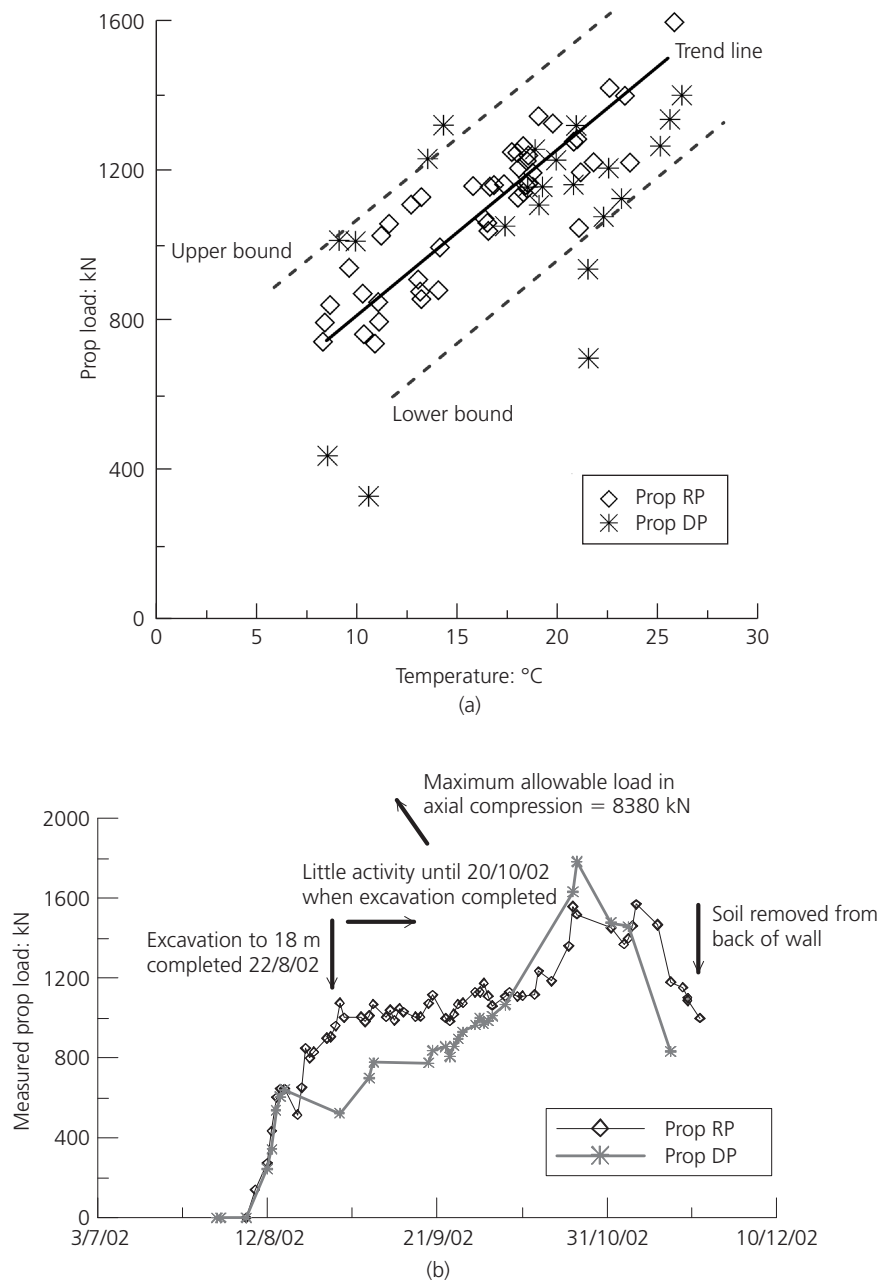 1600
1200
800
400
0
Prop load: kN
Trend line
Upper bound
Lower bound
Prop RP
Prop DP
0 5 10 15 20 25 30
Temperature: °C
(a)
Maximum allowable load in
axial compression = 8380 kN
2000
1600
1200
800
400
0
Measured prop load: kN
Little activity until 20/10/02
when excavation completed
Excavation to 18 m
completed 22/8/02
Soil removed from
back of wall
Prop RP
Prop DP
3/7/02 12/8/02 21/9/02 31/10/02 10/12/02
(b)